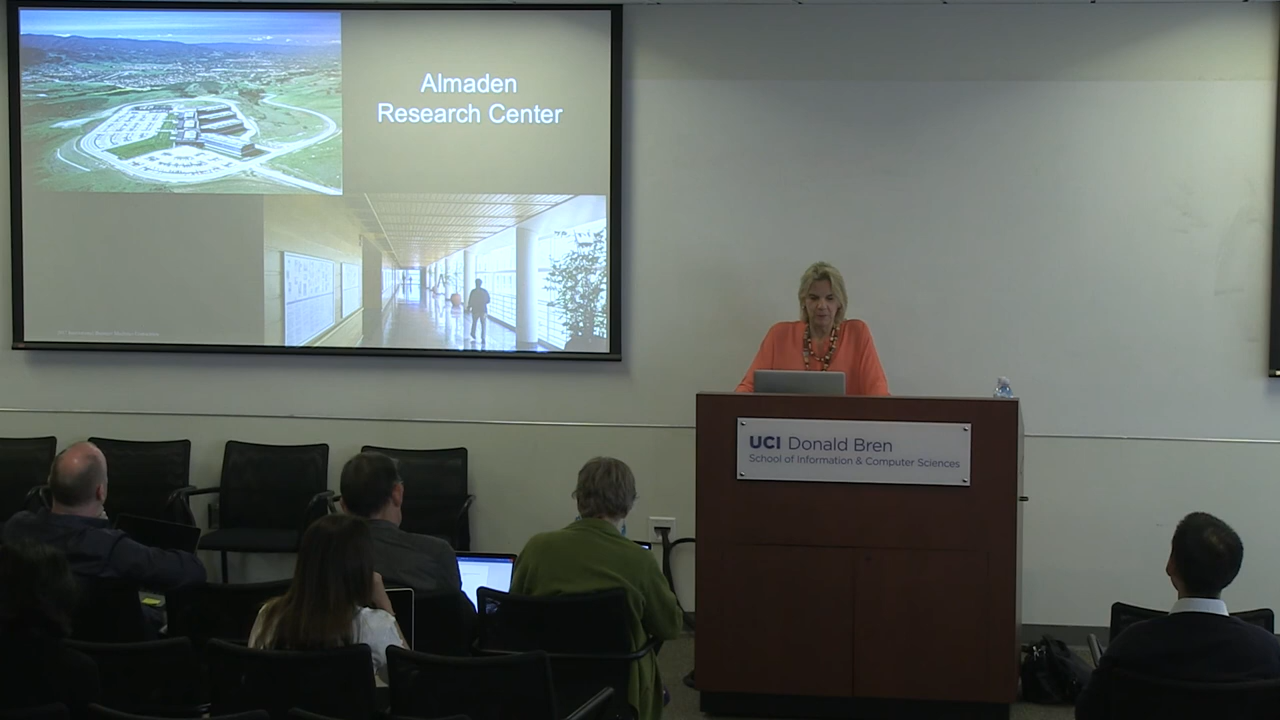 Almaden
Research Center
UCI Donald Bren
School of Information & Computer Sciences